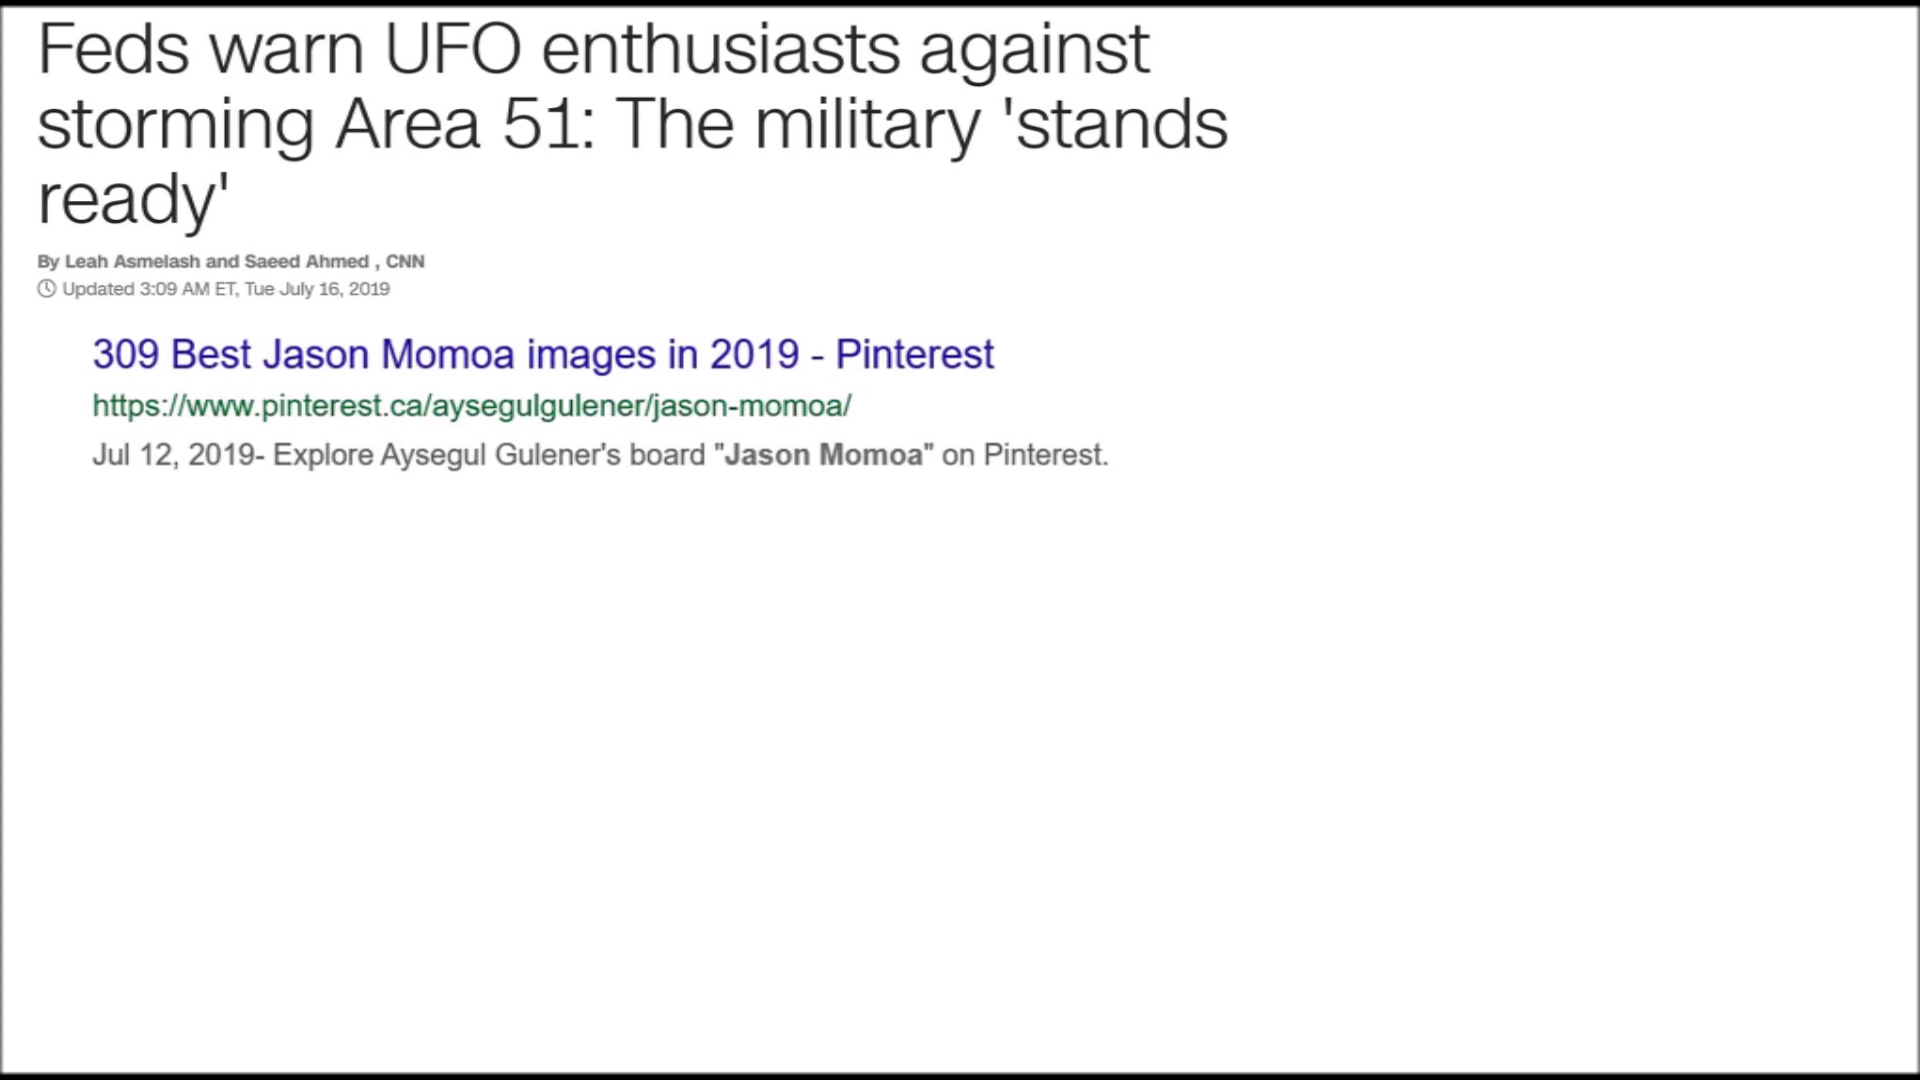 Feds warn UFO enthusiasts against
storming Area 51: The military 'stands
ready'
By Leah Asmelash and Saeed Ahmed , CNN
Updated 3:09 AM ET, Tue July 16, 2019
309 Best Jason Momoa images in 2019 - Pinterest
https://www.pinterest.ca/aysegulgulener/jason-momoa/
Jul 12, 2019- Explore Aysegul Gulener's board "Jason Momoa" on Pinterest.